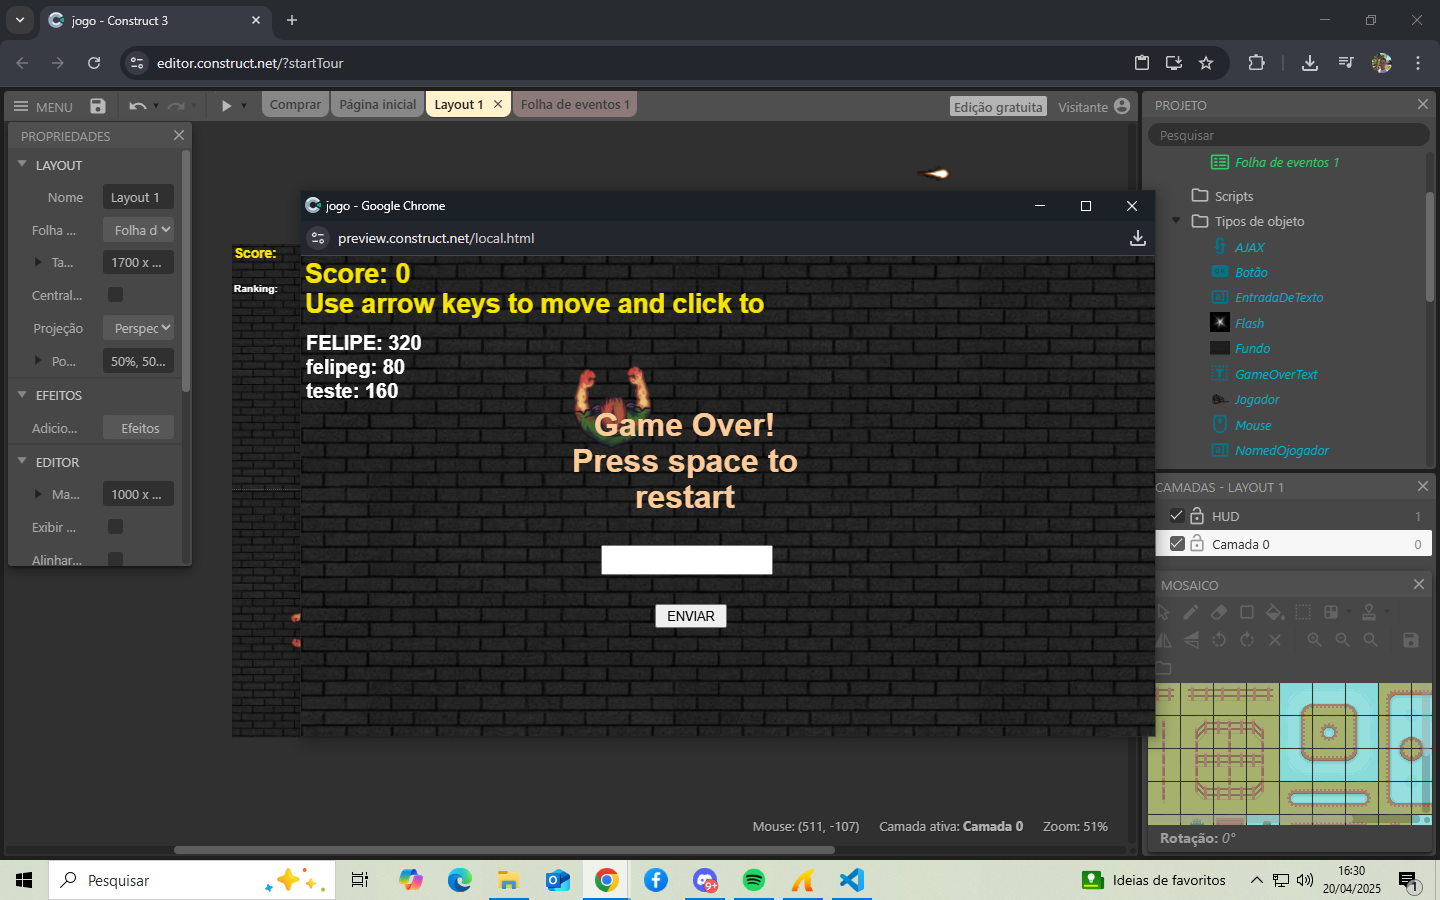 jogo - Construct 3
editor.construct.net/?startTour
MENU
Comprar
Página inicial
Layout 1
Folha de eventos 1
Edição gratuita
Visitante
PROJETO
Pesquisar
Folha de eventos 1
Scripts
Tipos de objeto
AJAX
Botão
EntradaDeTexto
Flash
Fundo
GameOverText
Jogador
Mouse
NomedOjogador
PROPRIEDADES
LAYOUT
Nome
Layout 1
Folha ...
Folha d
Ta...
1700 x ...
Central...
Projeção
Perspec
Po...
50%, 50...
EFEITOS
Adicio...
Efeitos
EDITOR
Ma...
1000 x ...
Exibir ...
Alinhar...
Score:
Ranking:
jogo - Google Chrome
preview.construct.net/local.html
Score: 0
Use arrow keys to move and click to
FELIPE: 320
felipeg: 80
teste: 160
Game Over!
Press space to
restart
ENVIAR
CAMADAS - LAYOUT 1
HUD
1
Camada 0
0
MOSAICO
Rotação: 0°
Mouse: (511, -107)
Camada ativa: Camada 0
Zoom: 51%
Pesquisar
9+
Ideias de favoritos
16:30
20/04/2025
1